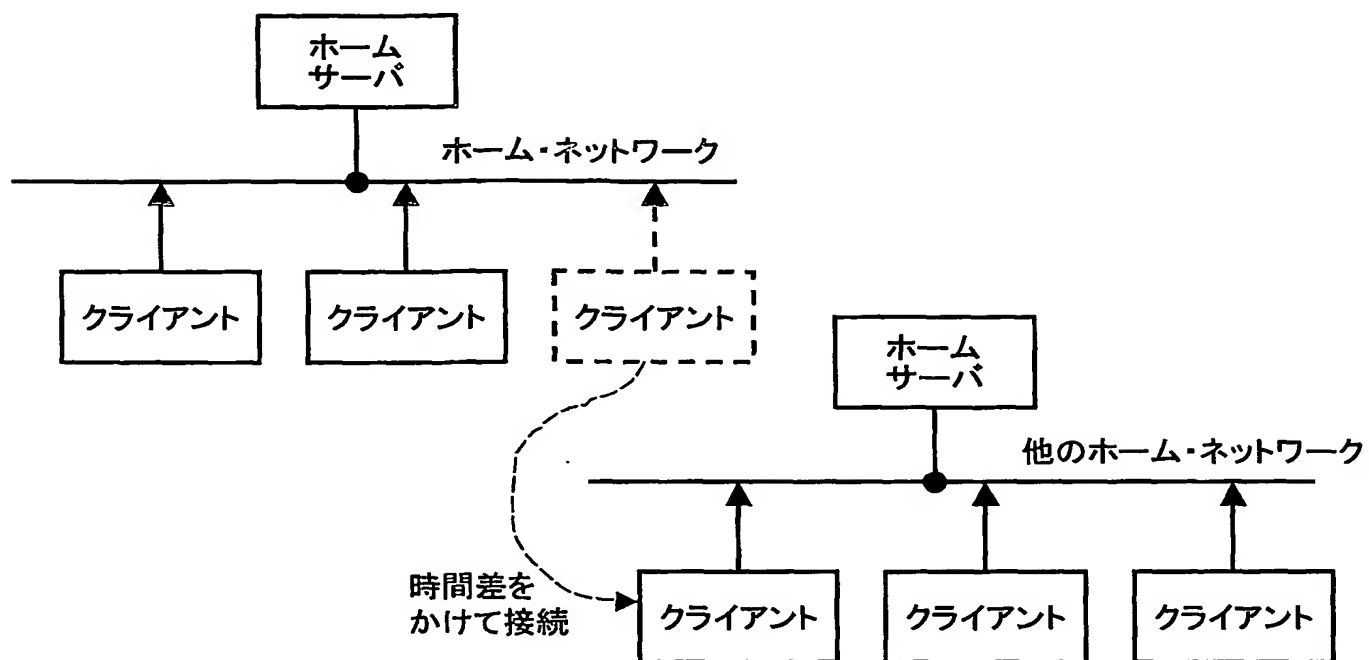 ホーム
サーバ
ホーム・ネットワーク
クライアント
クライアント
クライアント
ホーム
サーバ
他のホーム・ネットワーク
時間差を
かけて接続
クライアント
クライアント
クライアント